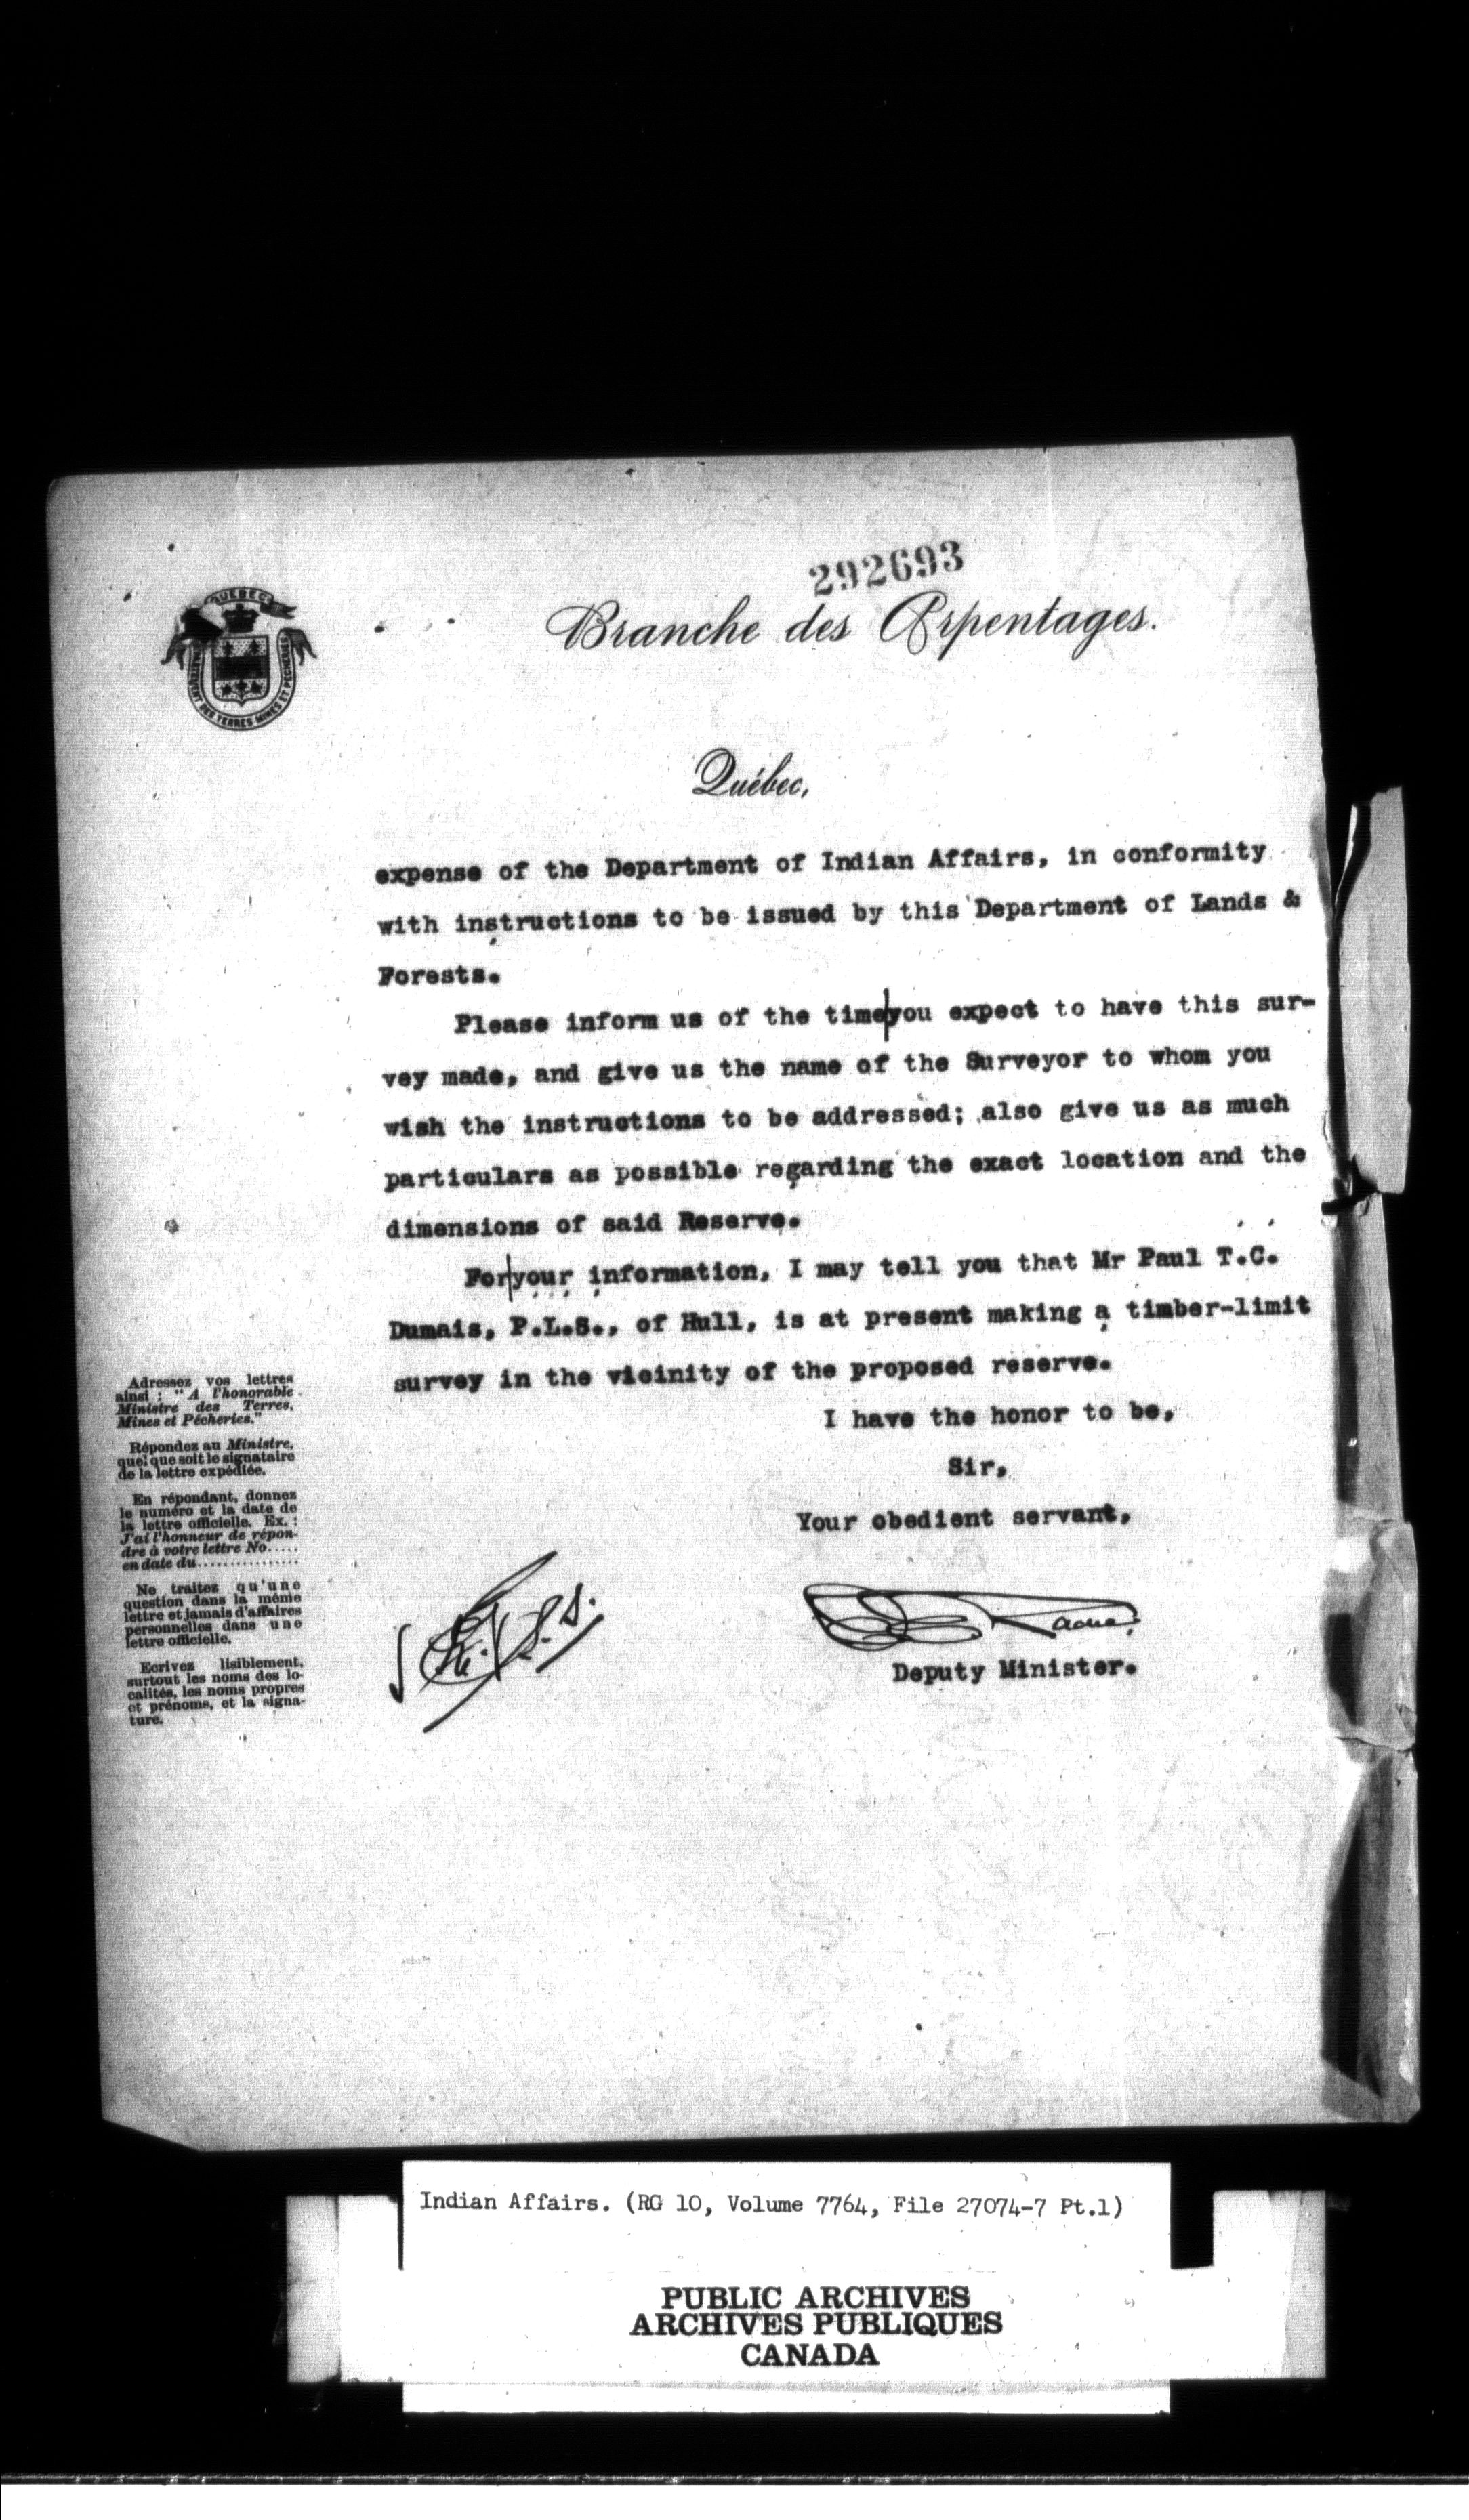 292693
QUEBEC
DÉPARTEMENT DES TERRES MINES ET PÊCHERIES
Branche des Arpentages.
Québec,
expense of the Department of Indian Affairs, in conformity
with instructions to be issued by this Department of Lands &
Forests.
Please inform us of the time|you expect to have this sur-
vey made, and give us the name of the Surveyor to whom you
wish the instructions to be addressed; also give us as much
particulars as possible regarding the exact location and the
dimensions of said Reserve.
For|your information, I may tell you that Mr Paul T.C.
Dumais, P.L.S., of Hull, is at present making a timber-limit
survey in the vicinity of the proposed reserve.
I have the honor to be,
Sir,
Your obedient servant,
Deputy Minister.
Adressez vos lettres
ainsi : "A l'honorable
Ministre des Terres,
Mines et Pêcheries."
Répondez au Ministre,
quel que soit le signataire
de la lettre expédiée.
En répondant, donnez
le numéro et la date de
la lettre officielle. Ex. :
J'ai l'honneur de répon-
dre à votre lettre No.....
en date du................
Ne traitez qu'une
question dans la même
lettre et jamais d'affaires
personnelles dans une
lettre officielle.
Ecrivez lisiblement,
surtout les noms des lo-
calités, les noms propres
et prénoms, et la signa-
ture.
Indian Affairs. (RG 10, Volume 7764, File 27074-7 Pt.1)
PUBLIC ARCHIVES
ARCHIVES PUBLIQUES
CANADA